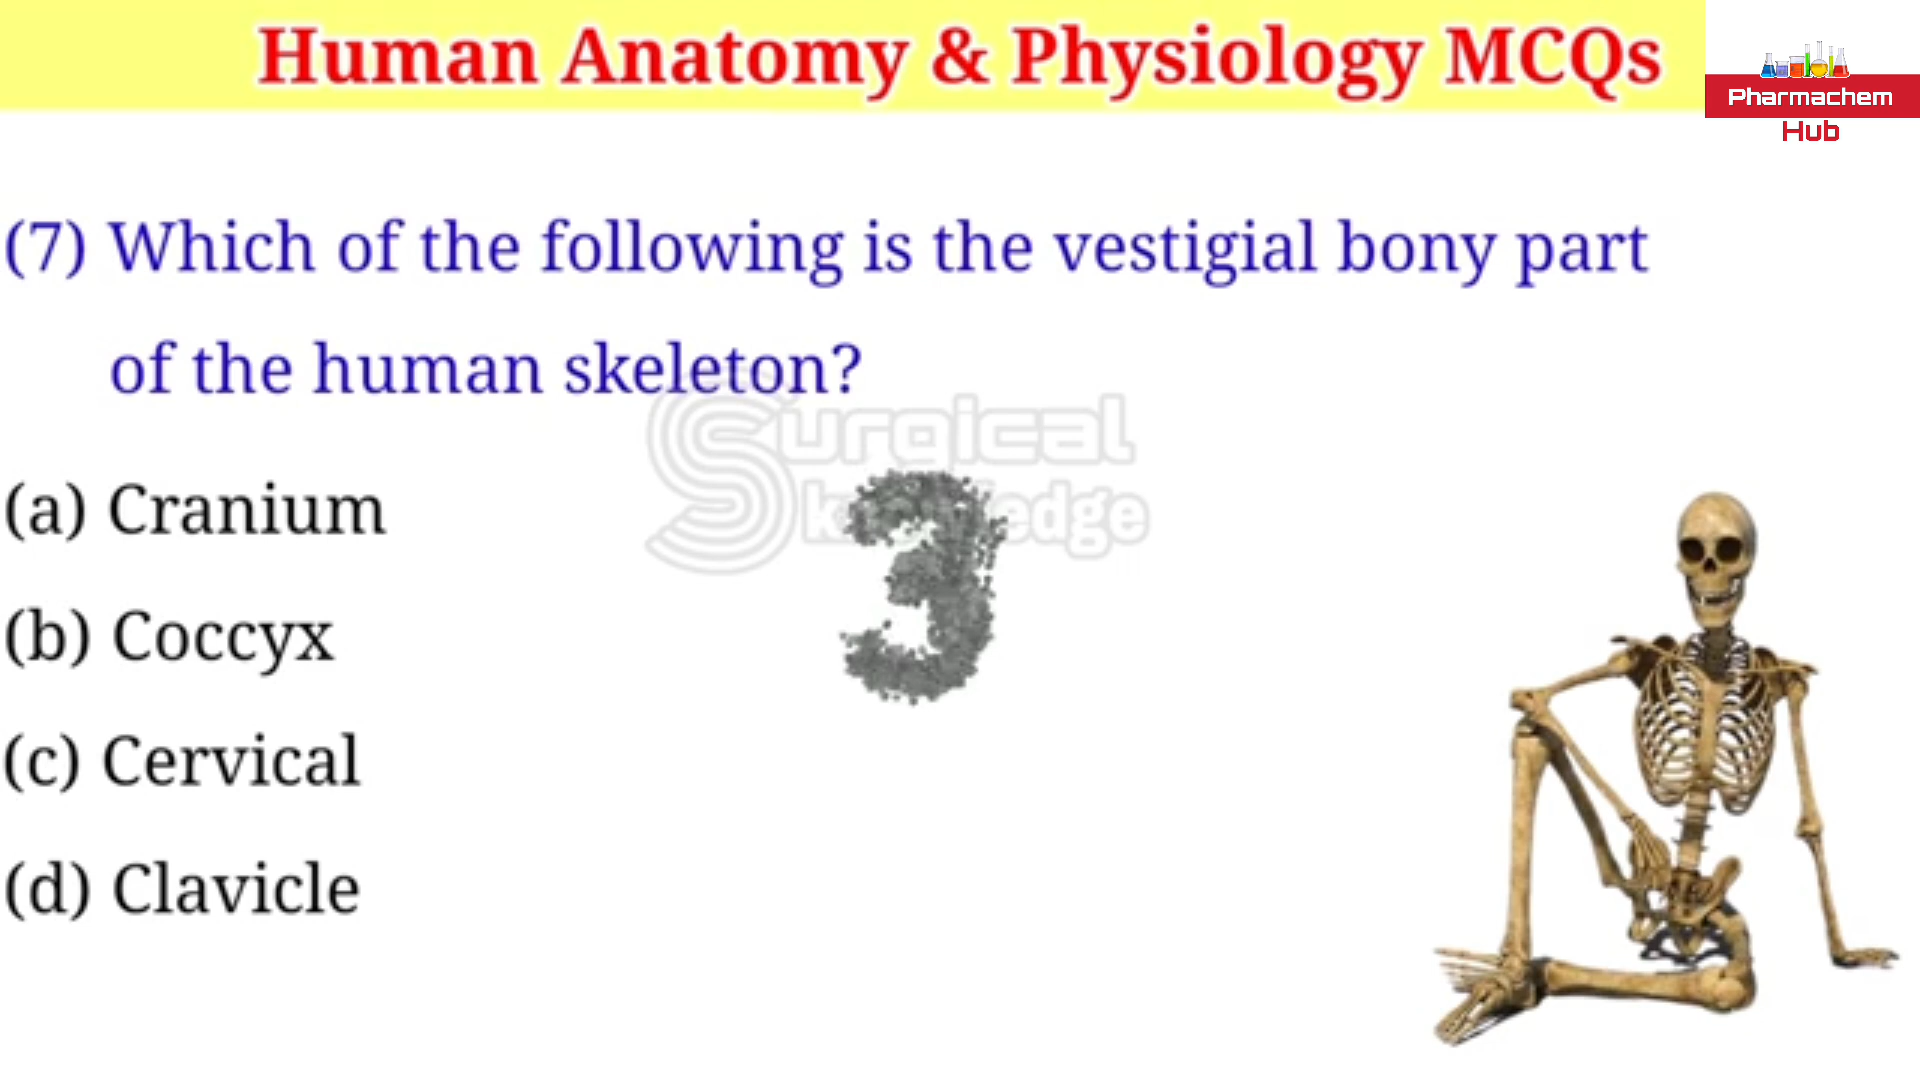 Human Anatomy & Physiology MCQs
Pharmachem
Hub
(7) Which of the following is the vestigial bony part
of the human skeleton?
Surgical
knowledge
(a) Cranium
3
(b) Coccyx
(c) Cervical
(d) Clavicle